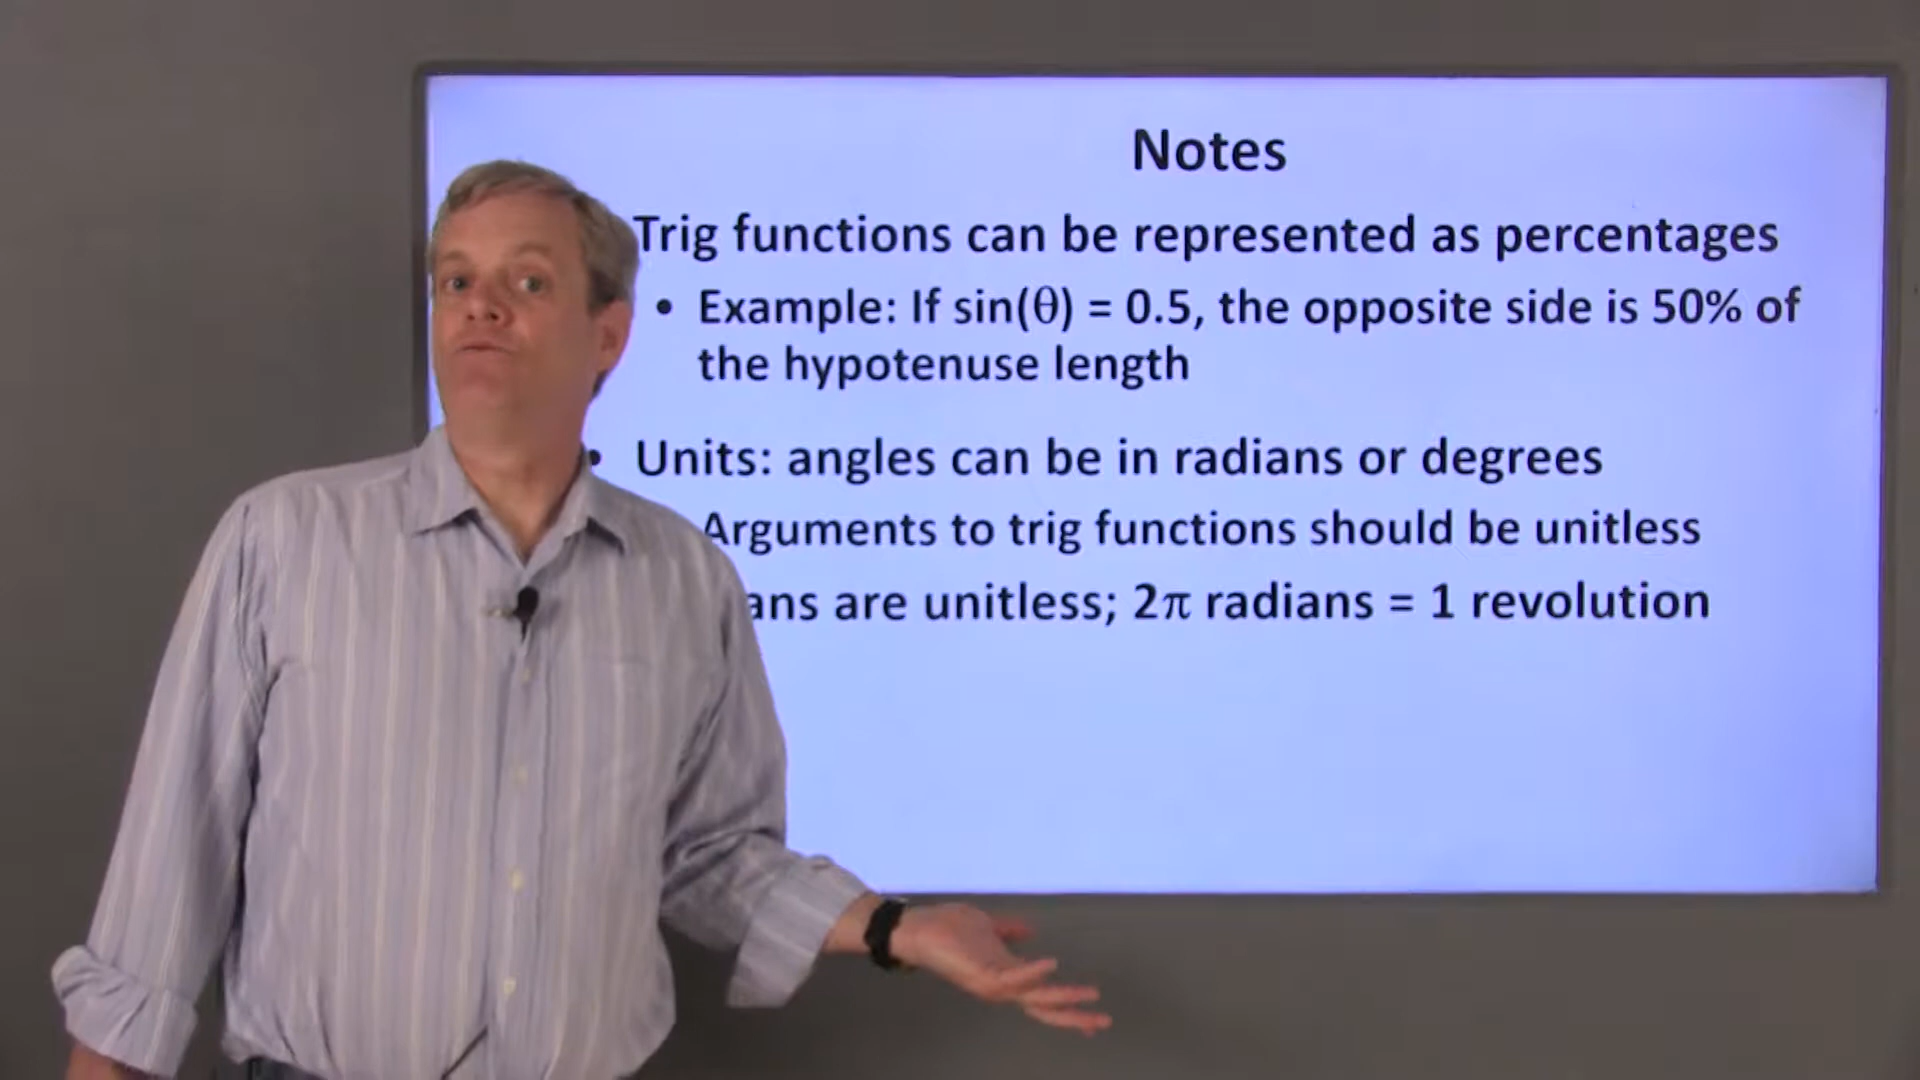 Notes
Trig functions can be represented as percentages
• Example: If sin(θ) = 0.5, the opposite side is 50% of
the hypotenuse length
• Units: angles can be in radians or degrees
Arguments to trig functions should be unitless
ans are unitless; 2π radians = 1 revolution